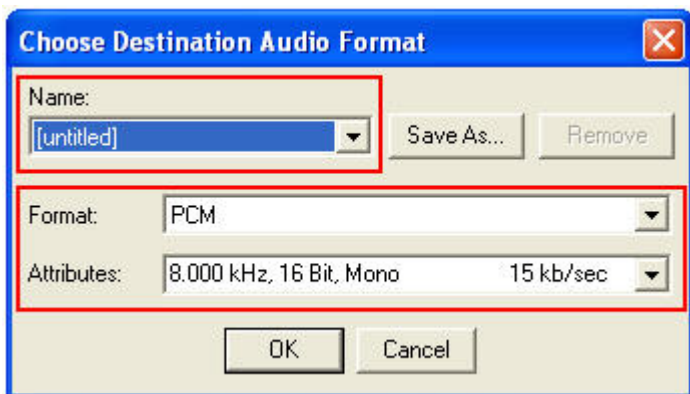 Choose Destination Audio Format
Name:
[untitled]
Save As...
Remove
Format:
PCM
Attributes:
8.000 kHz, 16 Bit, Mono 15 kb/sec
OK
Cancel